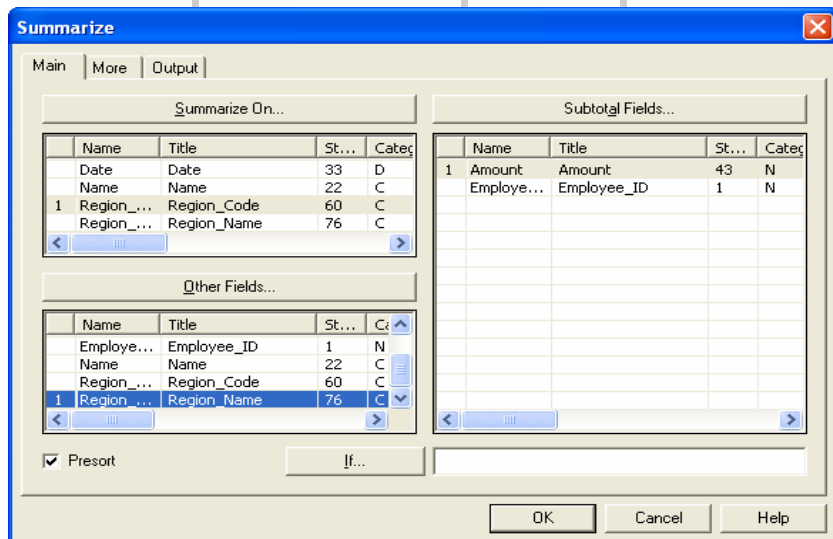 Summarize
Main More Output
Summarize On...
Name Title St... Categ
Date Date 33 D
Name Name 22 C
1 Region_... Region_Code 60 C
Region_... Region_Name 76 C
Other Fields...
Name Title St... Ca
Employe... Employee_ID 1 N
Name Name 22 C
Region_... Region_Code 60 C
1 Region_... Region_Name 76 C
Subtotal Fields...
Name Title St... Categ
1 Amount Amount 43 N
Employe... Employee_ID 1 N
Presort If...
OK Cancel Help